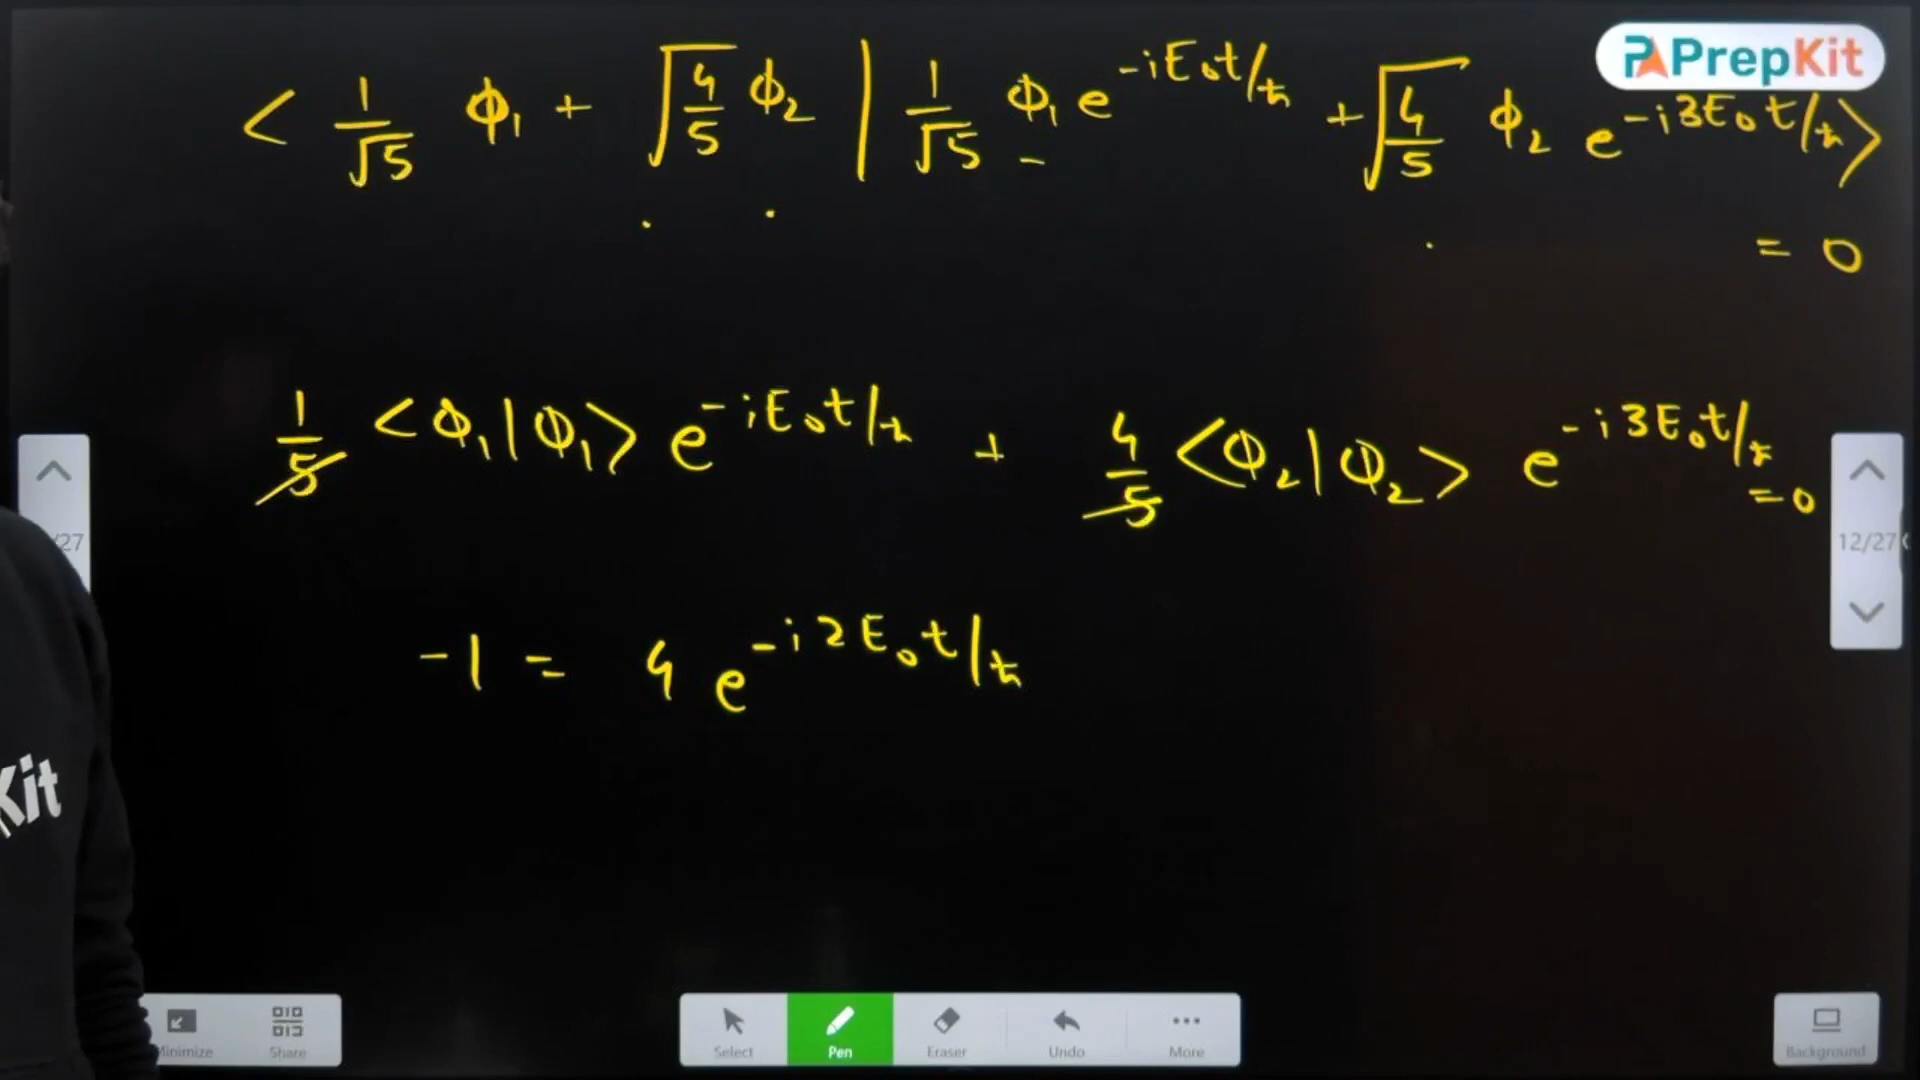 PrepKit
< 1/√5 ϕ₁ + √(4/5) ϕ₂ | 1/√5 ϕ₁ e^(-iE₀t/ħ) + √(4/5) ϕ₂ e^(-i3E₀t/ħ) >
= 0
1/5 <ϕ₁|ϕ₁> e^(-iE₀t/ħ) + 4/5 <ϕ₂|ϕ₂> e^(-i3E₀t/ħ) = 0
/27
12/27
-1 = 4 e^(-i2E₀t/ħ)
Kit
Minimize Share Select Pen Eraser Undo More Background